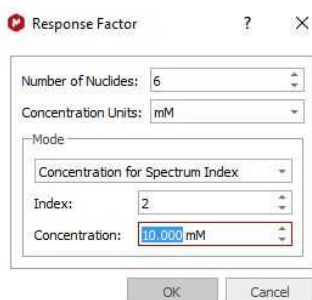 Response Factor ? ×
Number of Nuclides: 6
Concentration Units: mM
Mode
Concentration for Spectrum Index
Index: 2
Concentration: 10.000 mM
OK Cancel